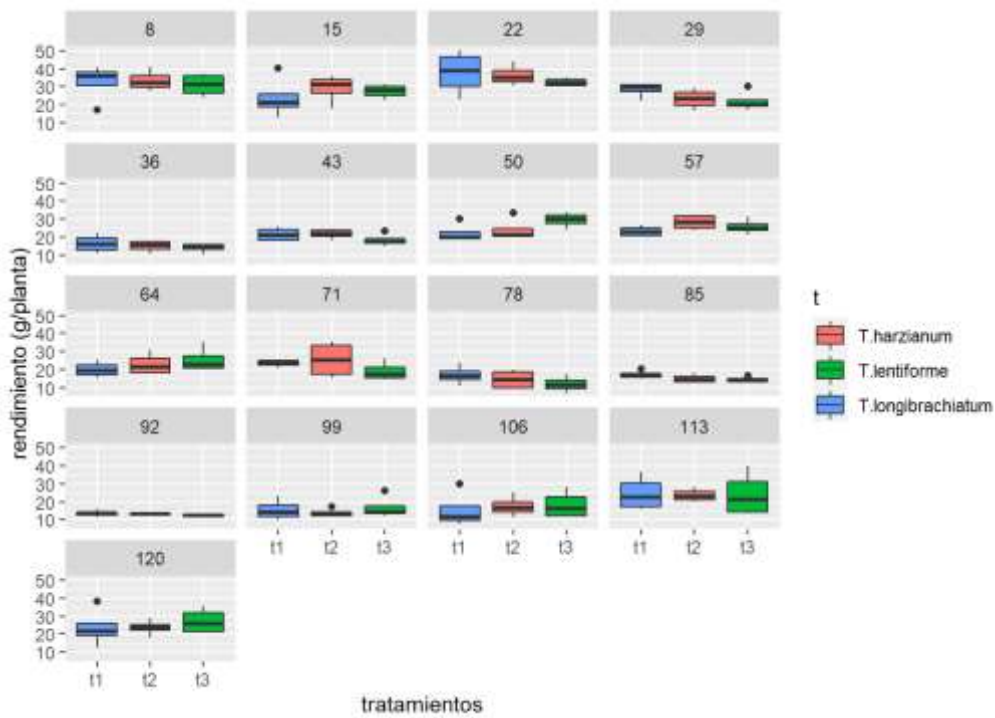 8 15 22 29
50
40
30
20
10
36 43 50 57
50
40
30
20
10
64 71 78 85
50
40
30
20
10
92 99 106 113
50
40
30
20
10
t1 t2 t3 t1 t2 t3 t1 t2 t3
120
50
40
30
20
10
t1 t2 t3
rendimiento (g/planta)
tratamientos
t
T.harzianum
T.lentiforme
T.longibrachiatum